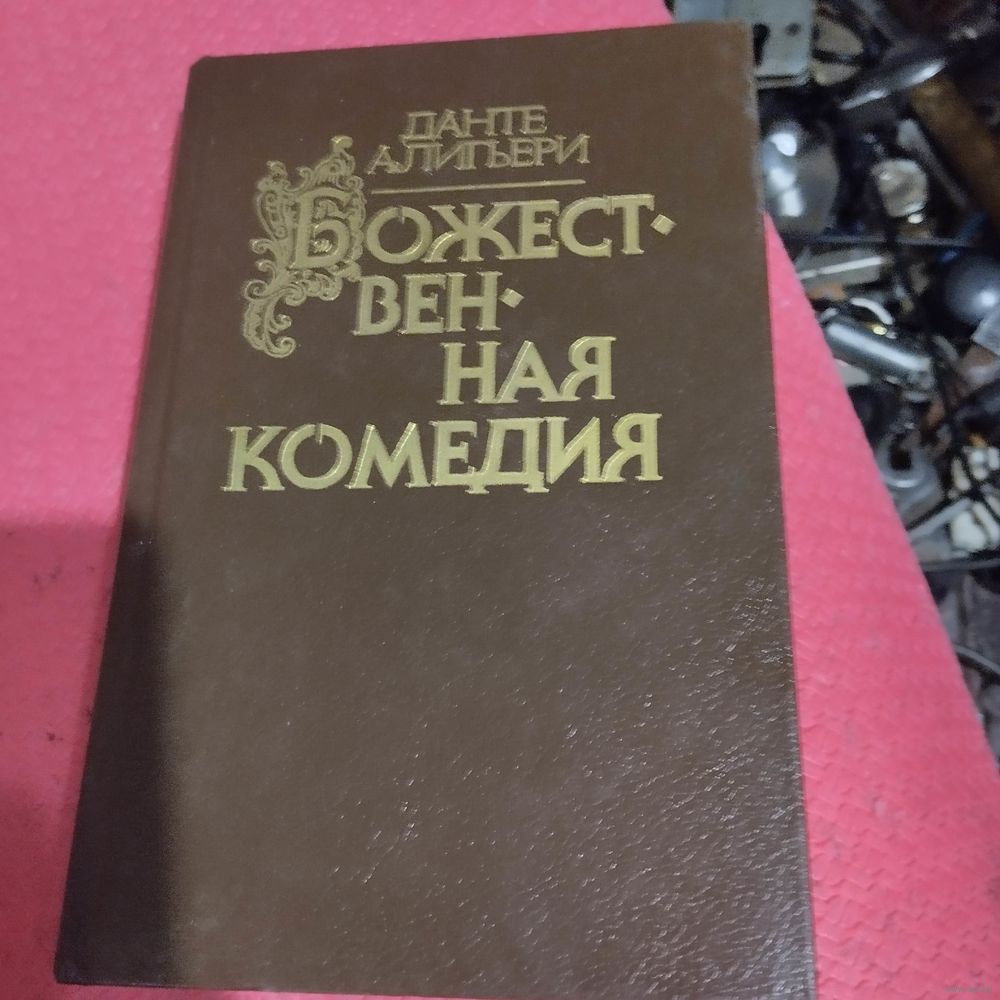 ДАНТЕ
АЛИГЬЕРИ
БОЖЕСТ-
ВЕН-
НАЯ
КОМЕДИЯ